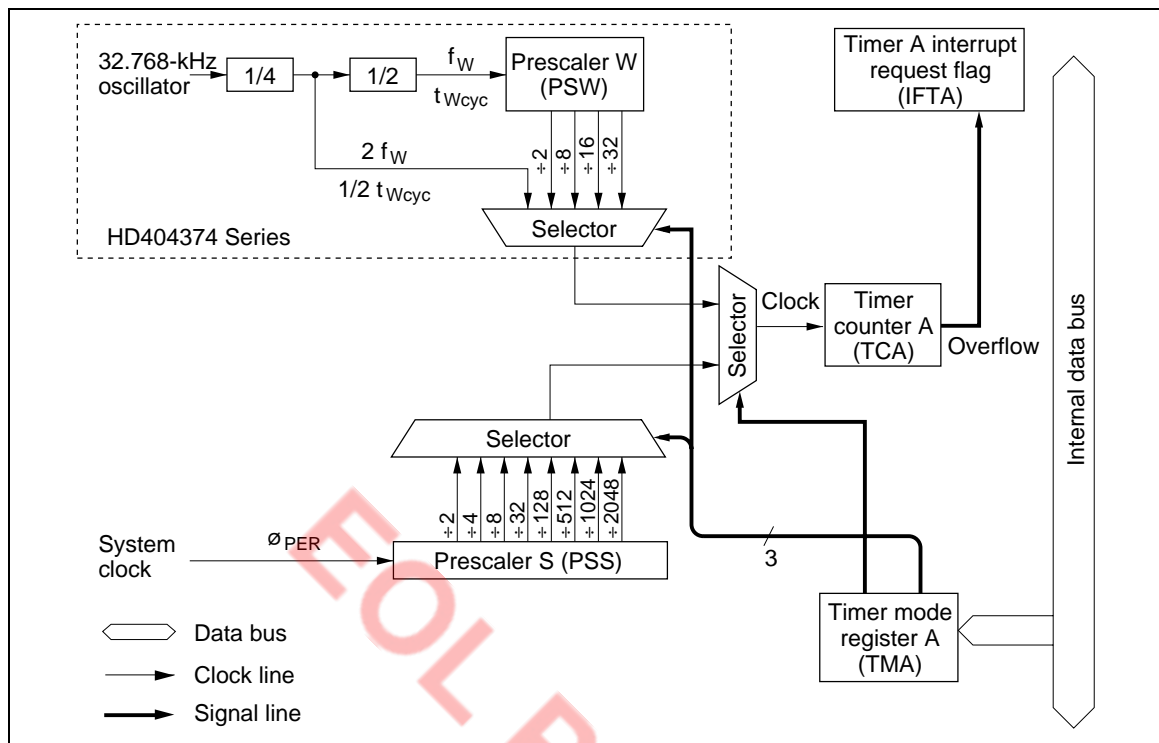 32.768-kHz
oscillator
1/4
1/2
fW
tWcyc
Prescaler W
(PSW)
2 fW
1/2 tWcyc
÷2
÷8
÷16
÷32
Selector
HD404374 Series
Timer A interrupt
request flag
(IFTA)
Selector
Clock
Timer
counter A
(TCA)
Overflow
Internal data bus
Selector
÷2
÷4
÷8
÷32
÷128
÷512
÷1024
÷2048
System
clock
øPER
Prescaler S (PSS)
3
Timer mode
register A
(TMA)
Data bus
Clock line
Signal line
EOL